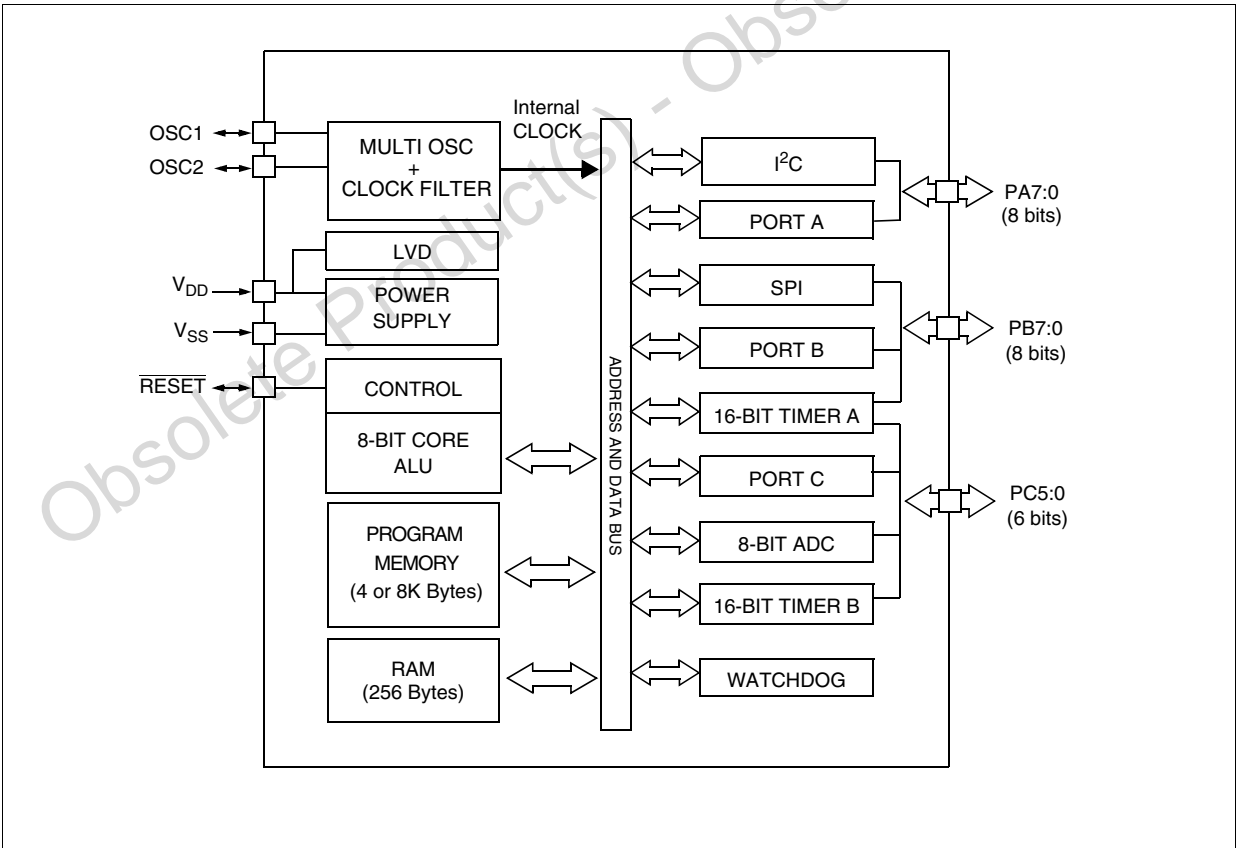 Obsolete Product(s) - Obso
OSC1
OSC2
MULTI OSC
+
CLOCK FILTER
Internal
CLOCK
LVD
V_DD
POWER
SUPPLY
V_SS
RESET
CONTROL
8-BIT CORE
ALU
PROGRAM
MEMORY
(4 or 8K Bytes)
RAM
(256 Bytes)
ADDRESS AND DATA BUS
I²C
PORT A
SPI
PORT B
16-BIT TIMER A
PORT C
8-BIT ADC
16-BIT TIMER B
WATCHDOG
PA7:0
(8 bits)
PB7:0
(8 bits)
PC5:0
(6 bits)